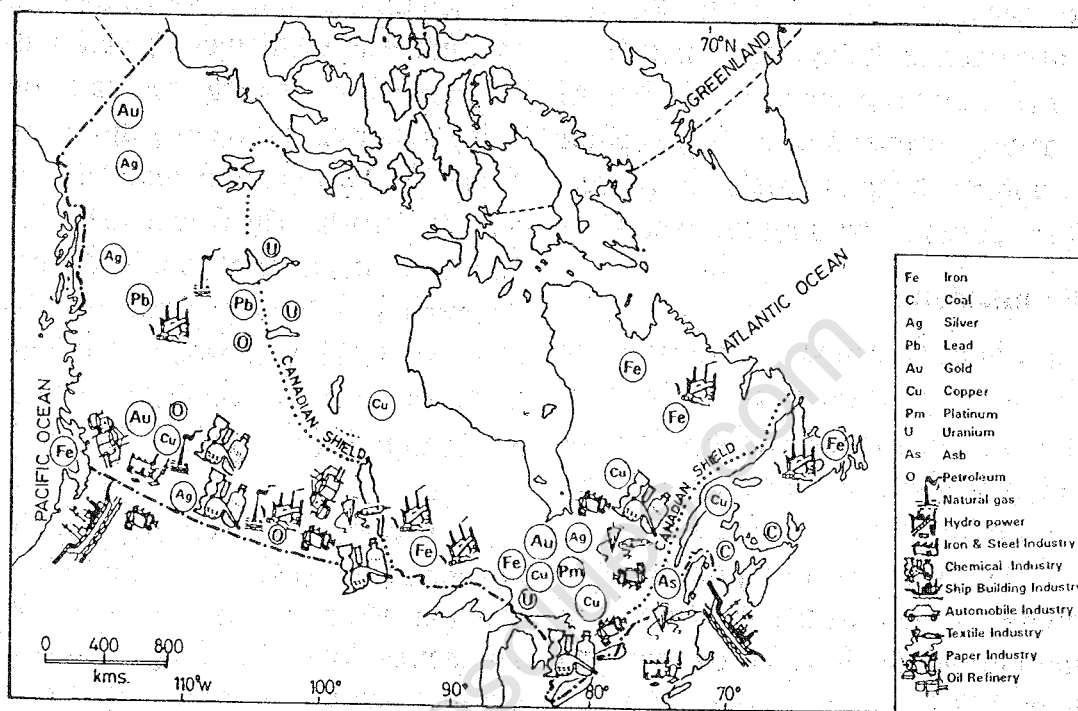 70°N
GREENLAND
Au
Ag
Ag
U
Pb
Pb
U
O
ATLANTIC OCEAN
PACIFIC OCEAN
CANADIAN SHIELD
Cu
Fe
Fe
Au
O
Cu
Fe
Fe
CANADIAN SHIELD
Cu
Cu
Ag
O
Fe
Au
Ag
C
C
Fe
Cu
Pm
As
U
Cu
0 400 800
kms.
110°W 100° 90° 80° 70°
Fe Iron
C Coal
Ag Silver
Pb Lead
Au Gold
Cu Copper
Pm Platinum
U Uranium
As Asb
O Petroleum
Natural gas
Hydro power
Iron & Steel Industry
Chemical Industry
Ship Building Industry
Automobile Industry
Textile Industry
Paper Industry
Oil Refinery